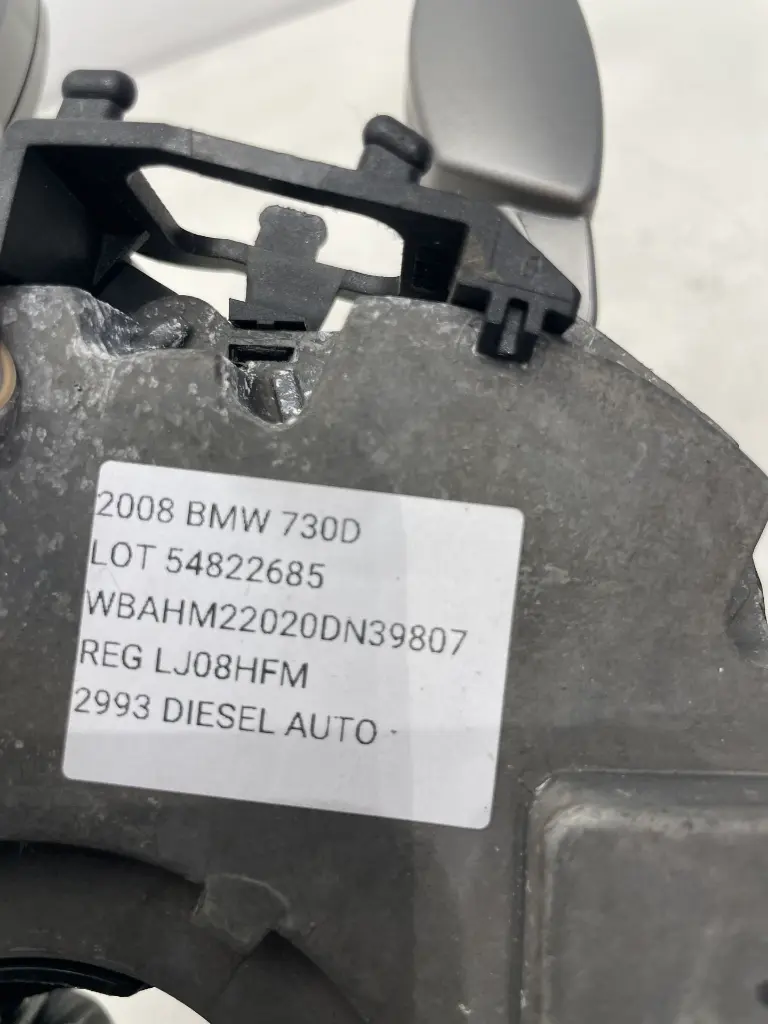 2008 BMW 730D
LOT 54822685
WBAHM22020DN39807
REG LJ08HFM
2993 DIESEL AUTO